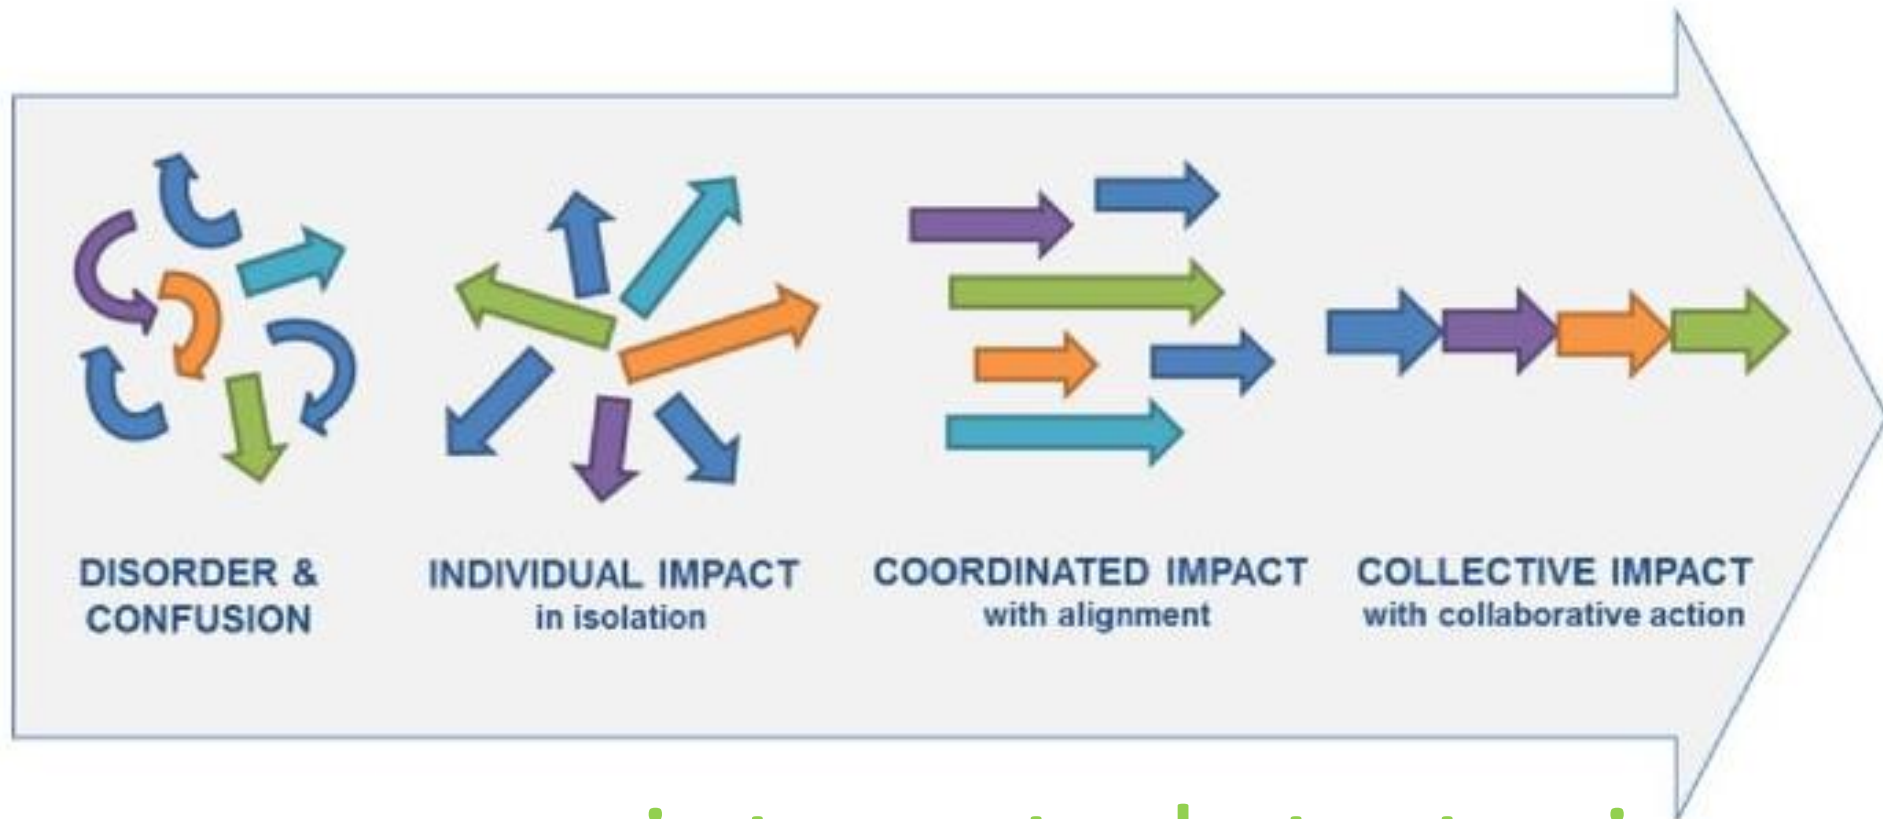 DISORDER &
CONFUSION
INDIVIDUAL IMPACT
in isolation
COORDINATED IMPACT
with alignment
COLLECTIVE IMPACT
with collaborative action